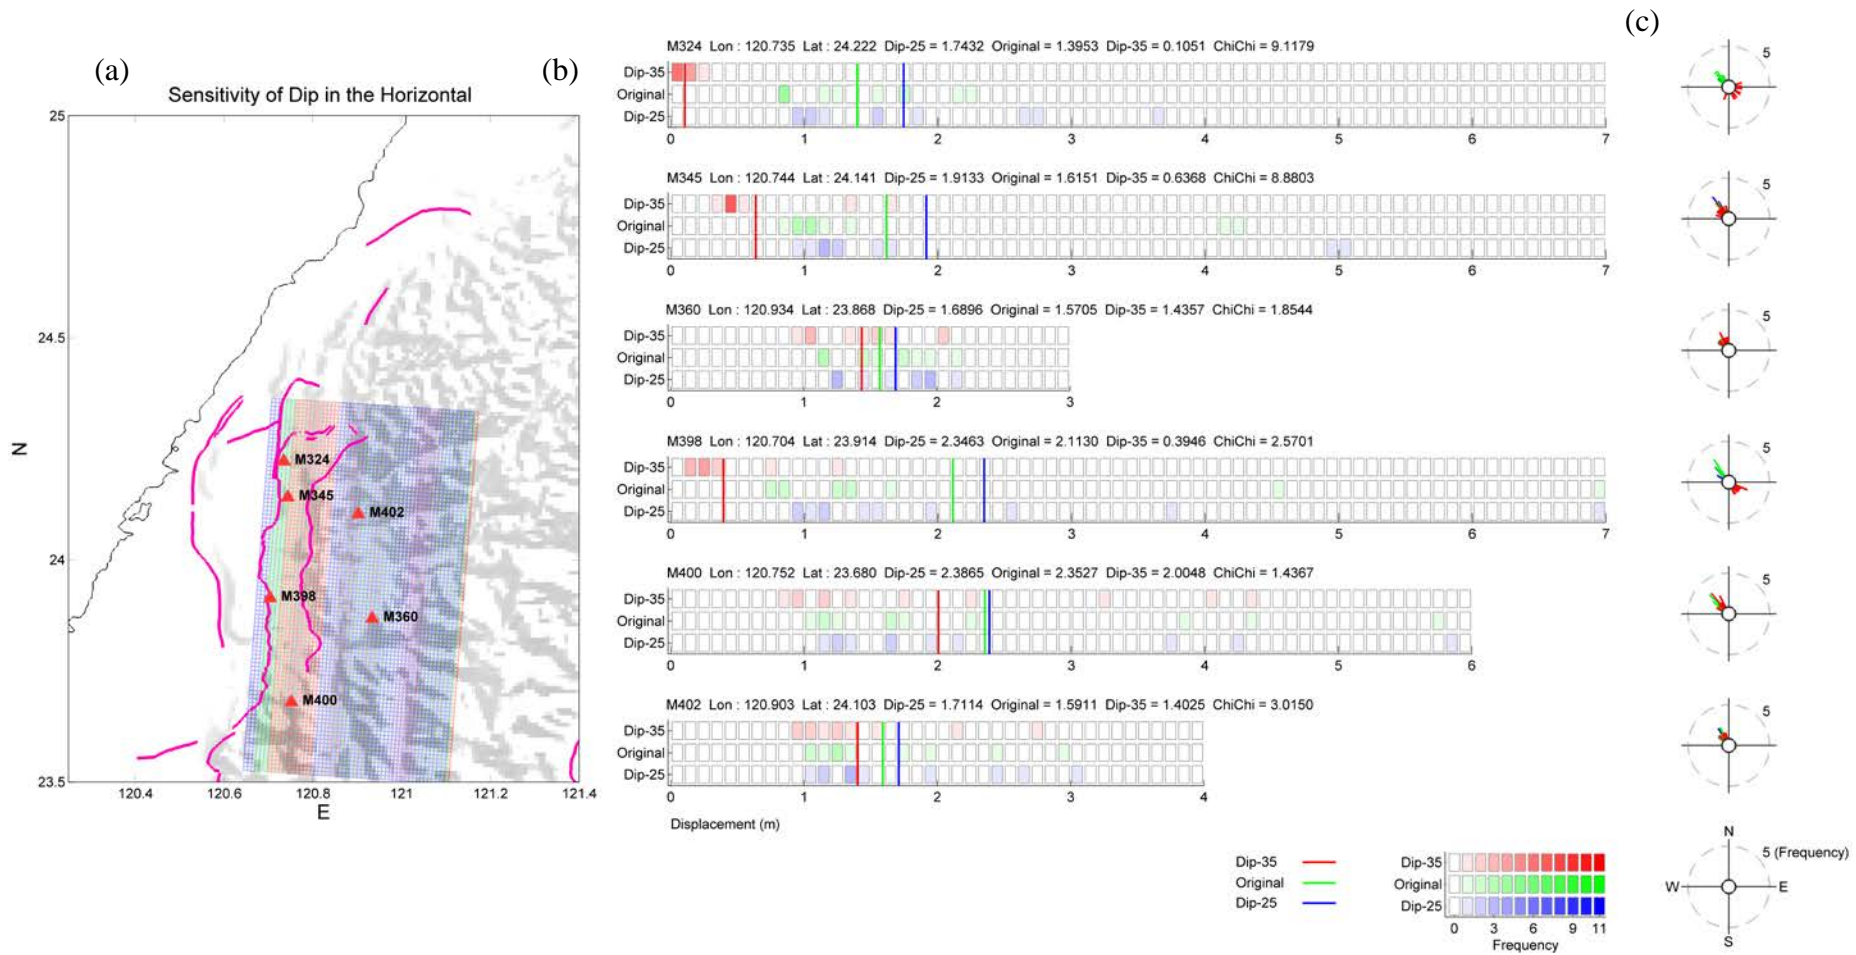 (a)
Sensitivity of Dip in the Horizontal
25
24.5
24
23.5
N
120.4 120.6 120.8 121 121.2 121.4
E
M324
M345
M402
M398
M360
M400
(b)
M324 Lon : 120.735 Lat : 24.222 Dip-25 = 1.7432 Original = 1.3953 Dip-35 = 0.1051 ChiChi = 9.1179
Dip-35
Original
Dip-25
0 1 2 3 4 5 6 7
M345 Lon : 120.744 Lat : 24.141 Dip-25 = 1.9133 Original = 1.6151 Dip-35 = 0.6368 ChiChi = 8.8803
Dip-35
Original
Dip-25
0 1 2 3 4 5 6 7
M360 Lon : 120.934 Lat : 23.868 Dip-25 = 1.6896 Original = 1.5705 Dip-35 = 1.4357 ChiChi = 1.8544
Dip-35
Original
Dip-25
0 1 2 3
M398 Lon : 120.704 Lat : 23.914 Dip-25 = 2.3463 Original = 2.1130 Dip-35 = 0.3946 ChiChi = 2.5701
Dip-35
Original
Dip-25
0 1 2 3 4 5 6 7
M400 Lon : 120.752 Lat : 23.680 Dip-25 = 2.3865 Original = 2.3527 Dip-35 = 2.0048 ChiChi = 1.4367
Dip-35
Original
Dip-25
0 1 2 3 4 5 6
M402 Lon : 120.903 Lat : 24.103 Dip-25 = 1.7114 Original = 1.5911 Dip-35 = 1.4025 ChiChi = 3.0150
Dip-35
Original
Dip-25
0 1 2 3 4
Displacement (m)
Dip-35
Original
Dip-25
Dip-35
Original
Dip-25
0 3 6 9 11
Frequency
(c)
5
5
5
5
5
5
N
5 (Frequency)
W E
S